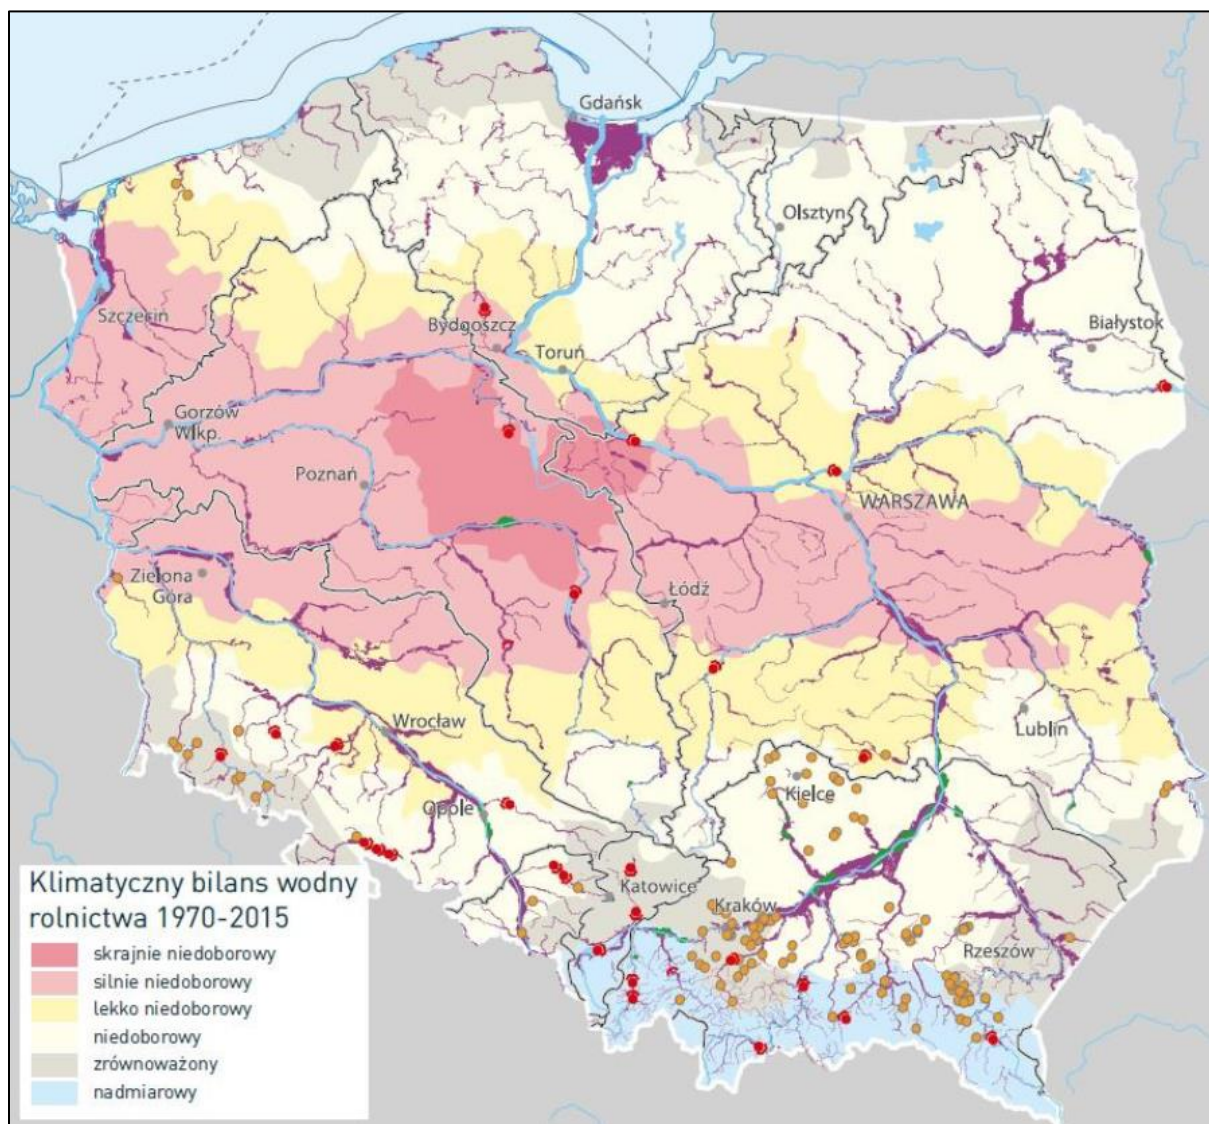 Gdańsk
Olsztyn
Szczecin
Bydgoszcz
Białystok
Toruń
Gorzów
Wlkp.
Poznań
WARSZAWA
Zielona
Góra
Łódź
Wrocław
Lublin
Kielce
Opole
Klimatyczny bilans wodny
rolnictwa 1970-2015
skrajnie niedoborowy
silnie niedoborowy
lekko niedoborowy
niedoborowy
zrównoważony
nadmiarowy
Katowice
Kraków
Rzeszów